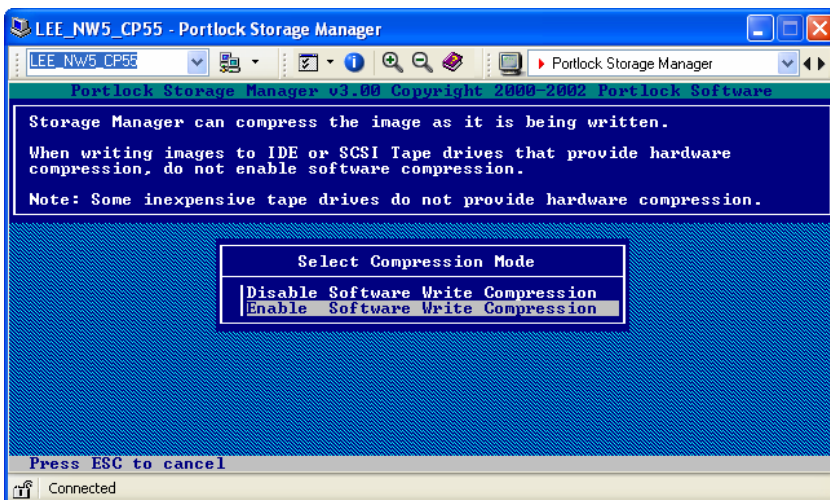 LEE_NW5_CP55 - Portlock Storage Manager
LEE_NW5_CP55
Portlock Storage Manager
Portlock Storage Manager v3.00 Copyright 2000-2002 Portlock Software
Storage Manager can compress the image as it is being written.
When writing images to IDE or SCSI Tape drives that provide hardware
compression, do not enable software compression.
Note: Some inexpensive tape drives do not provide hardware compression.
Select Compression Mode
Disable Software Write Compression
Enable  Software Write Compression
Press ESC to cancel
Connected